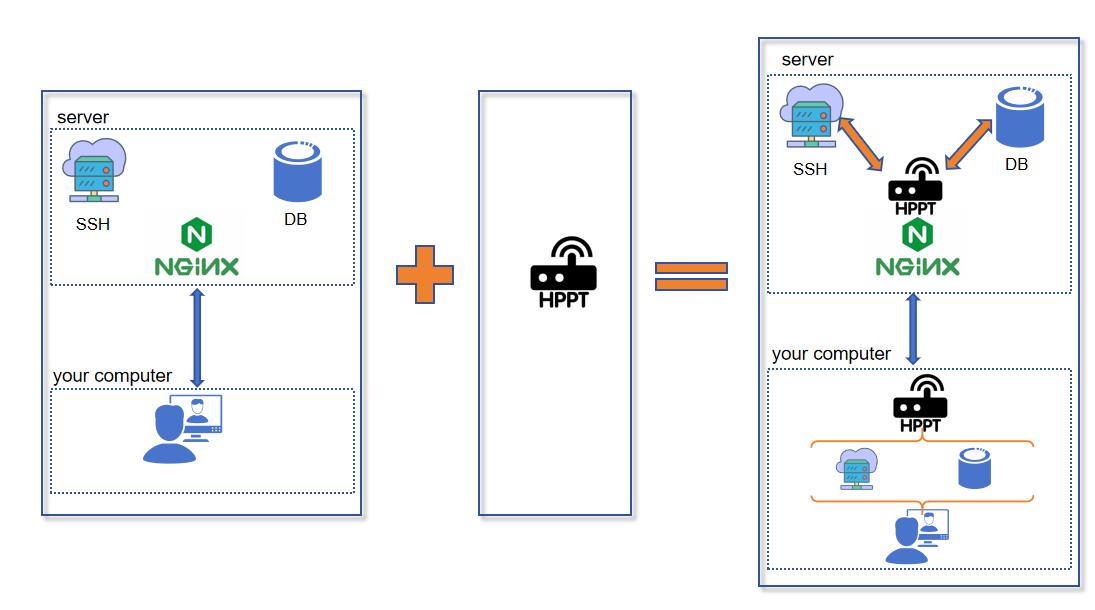 server
SSH
DB
NGINX
your computer
HPPT
server
SSH
DB
HPPT
NGINX
your computer
HPPT